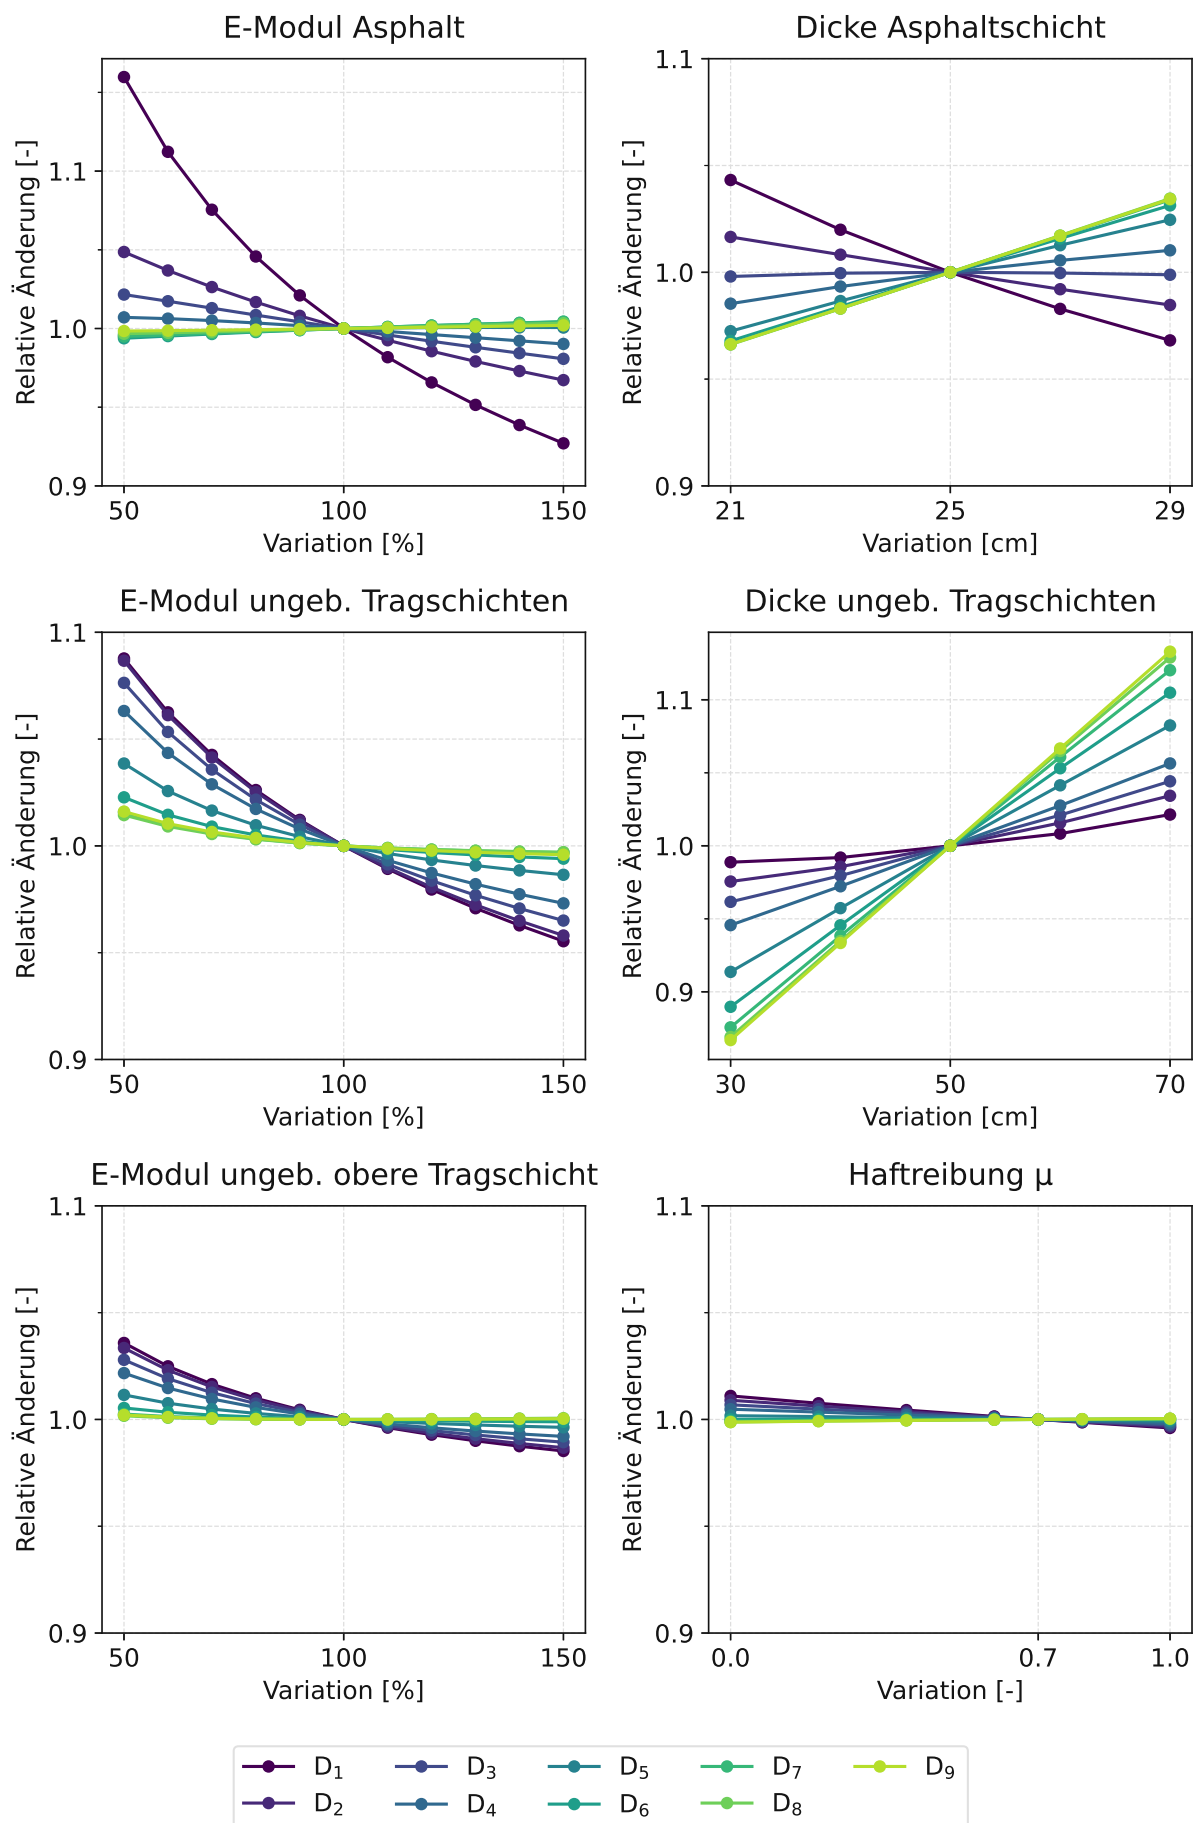 E-Modul Asphalt
Dicke Asphaltschicht
Relative Änderung [-]
1.1
1.0
0.9
50
100
150
Variation [%]
Relative Änderung [-]
1.1
1.0
0.9
21
25
29
Variation [cm]
E-Modul ungeb. Tragschichten
Dicke ungeb. Tragschichten
Relative Änderung [-]
1.1
1.0
0.9
50
100
150
Variation [%]
Relative Änderung [-]
1.1
1.0
0.9
30
50
70
Variation [cm]
E-Modul ungeb. obere Tragschicht
Haftreibung µ
Relative Änderung [-]
1.1
1.0
0.9
50
100
150
Variation [%]
Relative Änderung [-]
1.1
1.0
0.9
0.0
0.7
1.0
Variation [-]
D₁ D₃ D₅ D₇ D₉
D₂ D₄ D₆ D₈